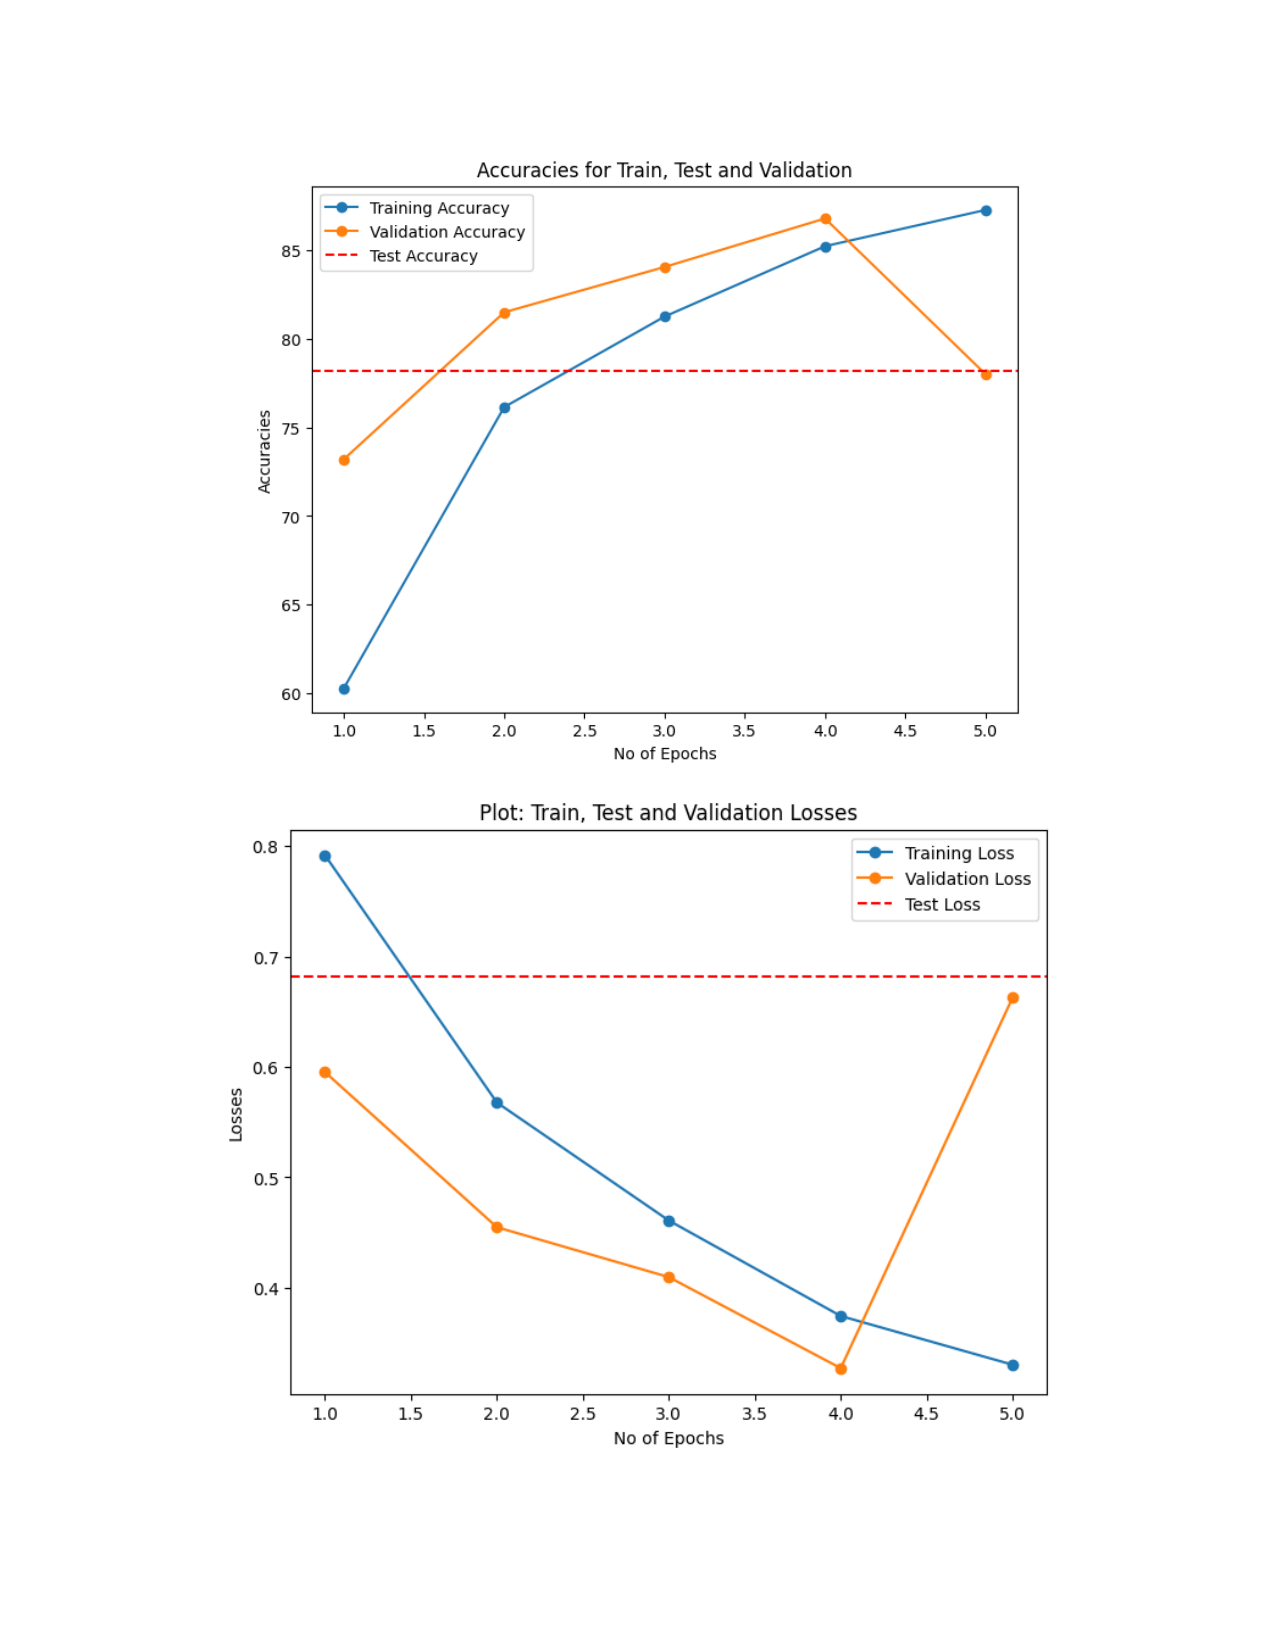 Accuracies for Train, Test and Validation
Training Accuracy
Validation Accuracy
Test Accuracy
85
80
75
70
65
60
Accuracies
1.0 1.5 2.0 2.5 3.0 3.5 4.0 4.5 5.0
No of Epochs
Plot: Train, Test and Validation Losses
Training Loss
Validation Loss
Test Loss
0.8
0.7
0.6
0.5
0.4
Losses
1.0 1.5 2.0 2.5 3.0 3.5 4.0 4.5 5.0
No of Epochs